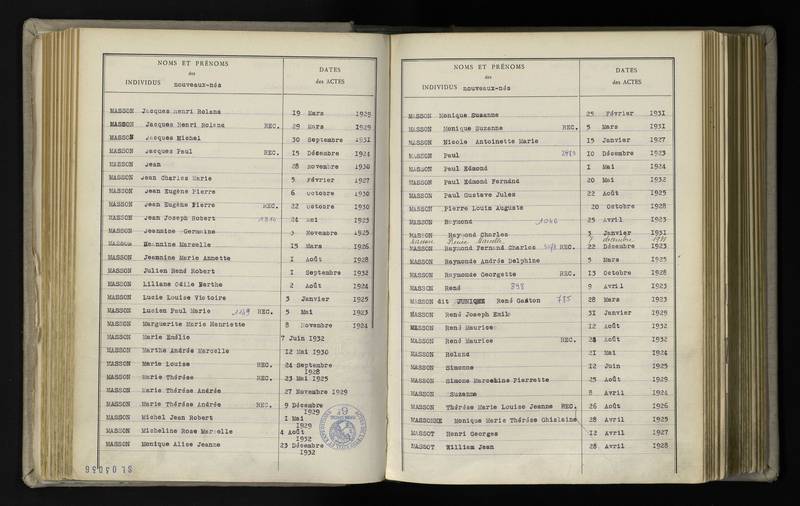 NOMS ET PRÉNOMS
des
INDIVIDUS nouveaux-nés
DATES
des ACTES
MASSON Jacques Henri Roland 19 Mars 1929
MASSON Jacques Henri Roland REC. 29 Mars 1929
MASSON Jacques Michel 30 Septembre 1931
MASSON Jacques Paul REC. 15 Décembre 1924
MASSON Jean 28 Novembre 1930
MASSON Jean Charles Marie 5 Février 1927
MASSON Jean Eugène Pierre 6 Octobre 1930
MASSON Jean Eugène Pierre REC. 22 Octobre 1930
MASSON Jean Joseph Robert 24 Mai 1923
MASSON Jeannine Germaine 3 Novembre 1925
MASSON Jeannine Marcelle 15 Mars 1926
MASSON Jeannine Marie Annette 1 Août 1928
MASSON Julien René Robert 1 Septembre 1932
MASSON Liliane Odile Berthe 2 Août 1924
MASSON Lucie Louise Victoire 3 Janvier 1925
MASSON Lucien Paul Marie 1149 REC. 5 Mai 1923
MASSON Marguerite Marie Henriette 8 Novembre 1924
MASSON Marie Emélie 7 Juin 1932
MASSON Marthe Andrée Marcelle 12 Mai 1930
MASSON Marie Louise REC. 24 Septembre
1928
MASSON Marie Thérèse REC. 23 Mai 1925
MASSON Marie Thérèse Andrée 27 Novembre 1929
MASSON Marie Thérèse Andrée REC. 9 Décembre
1929
MASSON Michel Jean Robert 1 Mai
1929
MASSON Micheline Rose Marcelle 4 Août
1932
MASSON Monique Alice Jeanne 23 Décembre
1932
NOMS ET PRÉNOMS
des
INDIVIDUS nouveaux-nés
DATES
des ACTES
MASSON Monique Suzanne 25 Février 1931
MASSON Monique Suzanne REC. 5 Mars 1931
MASSON Nicole Antoinette Marie 15 Janvier 1927
MASSON Paul 10 Décembre 1923
MASSON Paul Edmond 1 Mai 1924
MASSON Paul Edmond Fernand 20 Mai 1932
MASSON Paul Gustave Jules 22 Août 1925
MASSON Pierre Louis Auguste 20 Octobre 1928
MASSON Raymond 1040 25 Avril 1923
MASSON Raymond Charles 3 Janvier 1931
MASSON Raymond Fernand Charles REC. 22 Décembre 1923
MASSON Raymonde Andrée Delphine 5 Mars 1925
MASSON Raymonde Georgette REC. 13 Octobre 1928
MASSON René 898 9 Avril 1923
MASSON dit JUNIQUE René Gaston 785 28 Mars 1923
MASSON René Joseph Emile 31 Janvier 1929
MASSON René Maurice 12 Août 1932
MASSON René Maurice REC. 24 Août 1932
MASSON Roland 21 Mai 1924
MASSON Simonne 12 Juin 1925
MASSON Simone Marceline Pierrette 25 Août 1929
MASSON Suzanne 8 Avril 1924
MASSON Thérèse Marie Louise Jeanne REC. 26 Août 1926
MASSONNE Monique Marie Thérèse Ghislaine 28 Avril 1925
MASSOT Henri Georges 12 Avril 1927
MASSOT William Jean 28 Avril 1928